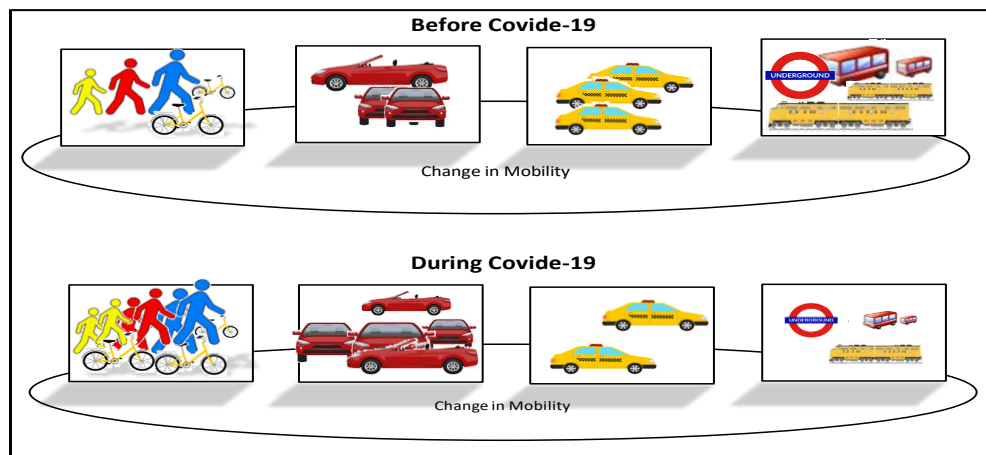 Before Covide-19
UNDERGROUND
Change in Mobility
During Covide-19
UNDERGROUND
Change in Mobility